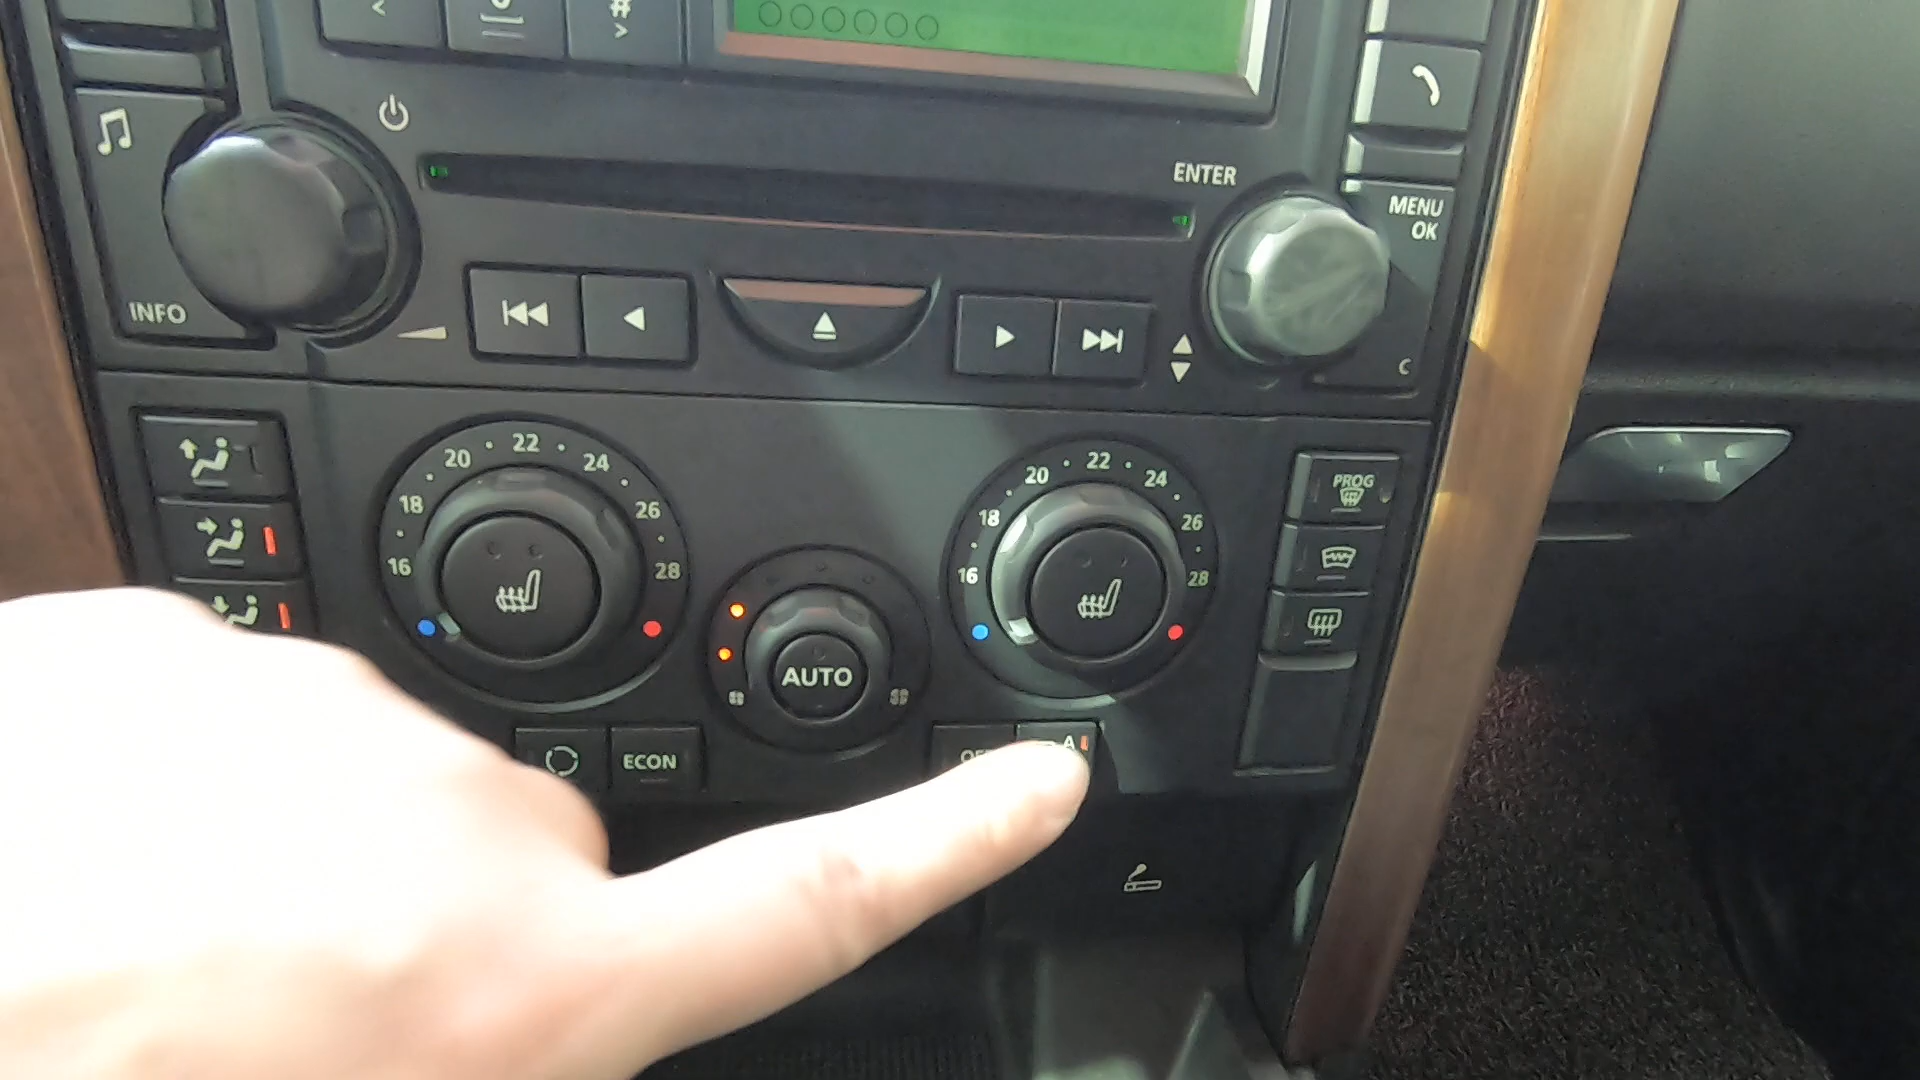 #
ENTER
MENU
OK
INFO
C
16 18 20 22 24 26 28
16 18 20 22 24 26 28
PROG
AUTO
ECON
A